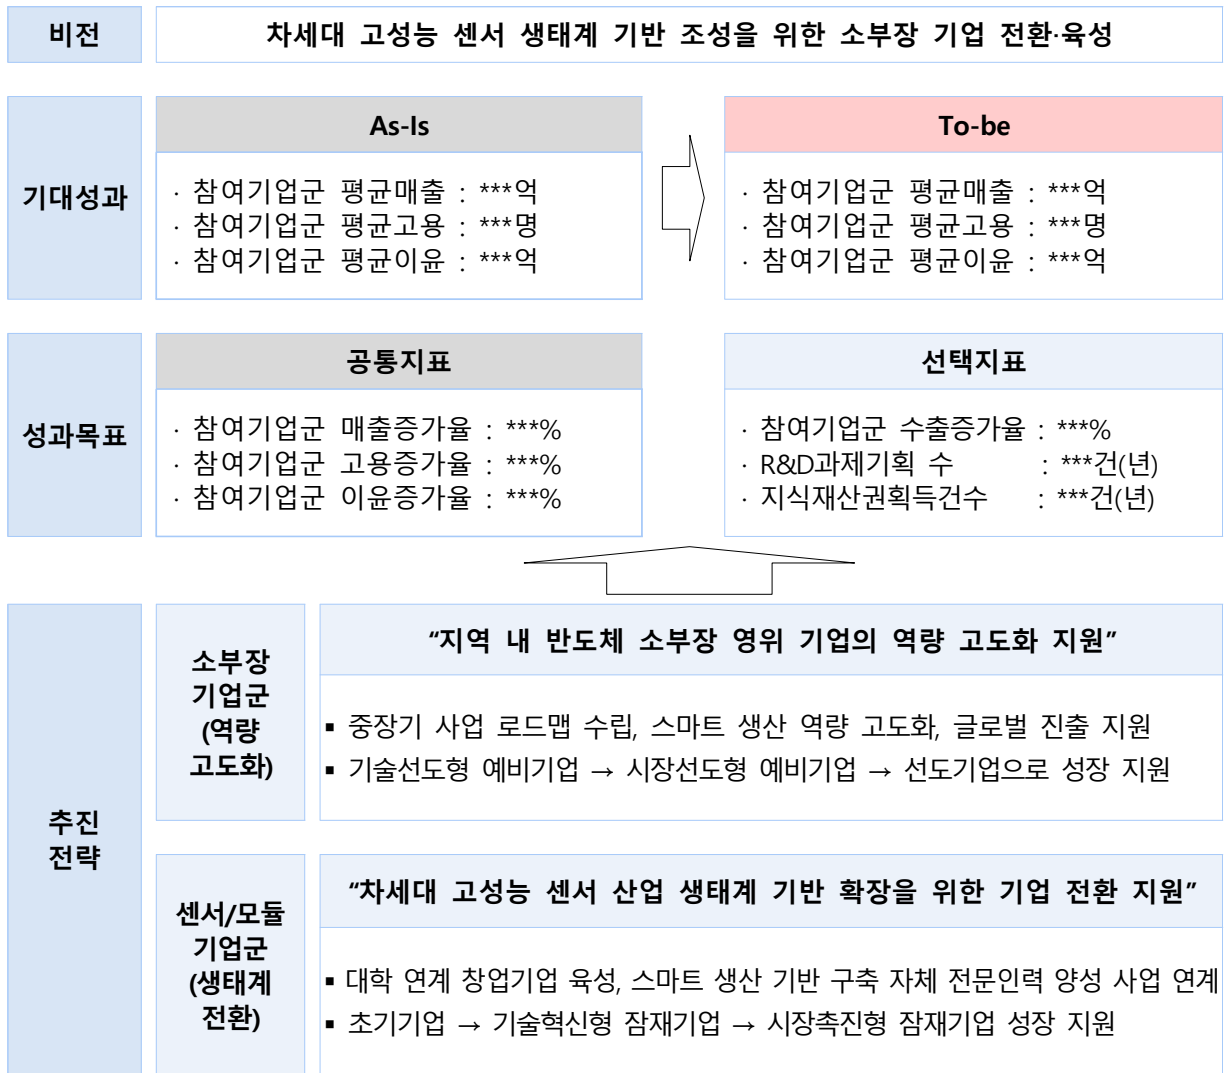 비전
차세대 고성능 센서 생태계 기반 조성을 위한 소부장 기업 전환·육성
기대성과
As-Is
· 참여기업군 평균매출 : ***억
· 참여기업군 평균고용 : ***명
· 참여기업군 평균이윤 : ***억
To-be
· 참여기업군 평균매출 : ***억
· 참여기업군 평균고용 : ***명
· 참여기업군 평균이윤 : ***억
성과목표
공통지표
· 참여기업군 매출증가율 : ***%
· 참여기업군 고용증가율 : ***%
· 참여기업군 이윤증가율 : ***%
선택지표
· 참여기업군 수출증가율 : ***%
· R&D과제기획 수 : ***건(년)
· 지식재산권획득건수 : ***건(년)
추진
전략
소부장
기업군
(역량
고도화)
“지역 내 반도체 소부장 영위 기업의 역량 고도화 지원”
▪ 중장기 사업 로드맵 수립, 스마트 생산 역량 고도화, 글로벌 진출 지원
▪ 기술선도형 예비기업 → 시장선도형 예비기업 → 선도기업으로 성장 지원
센서/모듈
기업군
(생태계
전환)
“차세대 고성능 센서 산업 생태계 기반 확장을 위한 기업 전환 지원”
▪ 대학 연계 창업기업 육성, 스마트 생산 기반 구축 자체 전문인력 양성 사업 연계
▪ 초기기업 → 기술혁신형 잠재기업 → 시장촉진형 잠재기업 성장 지원